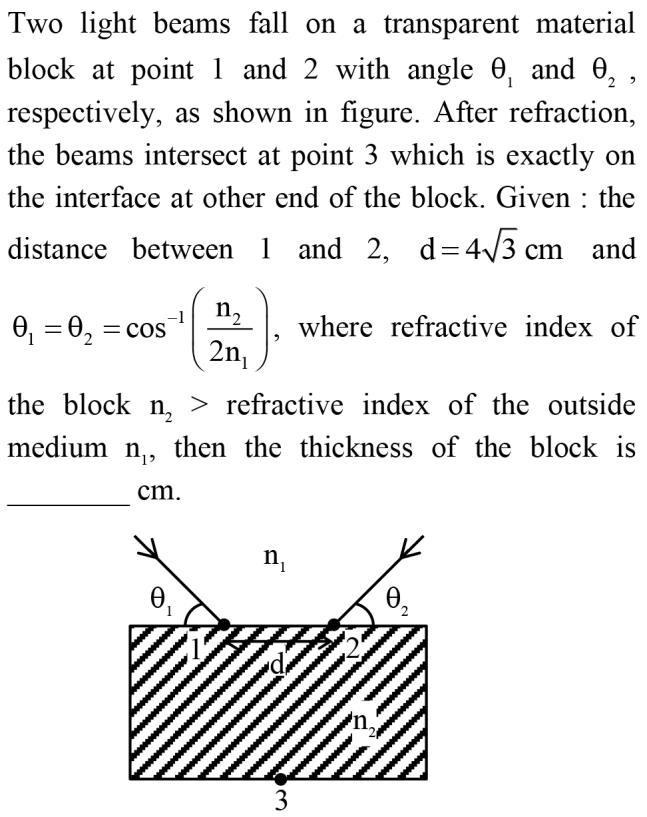 Two light beams fall on a transparent material
block at point 1 and 2 with angle θ₁ and θ₂ ,
respectively, as shown in figure. After refraction,
the beams intersect at point 3 which is exactly on
the interface at other end of the block. Given : the
distance between 1 and 2, d = 4√3 cm and
θ₁ = θ₂ = cos⁻¹(n₂/2n₁), where refractive index of
the block n₂ > refractive index of the outside
medium n₁, then the thickness of the block is
________ cm.
n₁
θ₁ θ₂
1 d 2
n₂
3